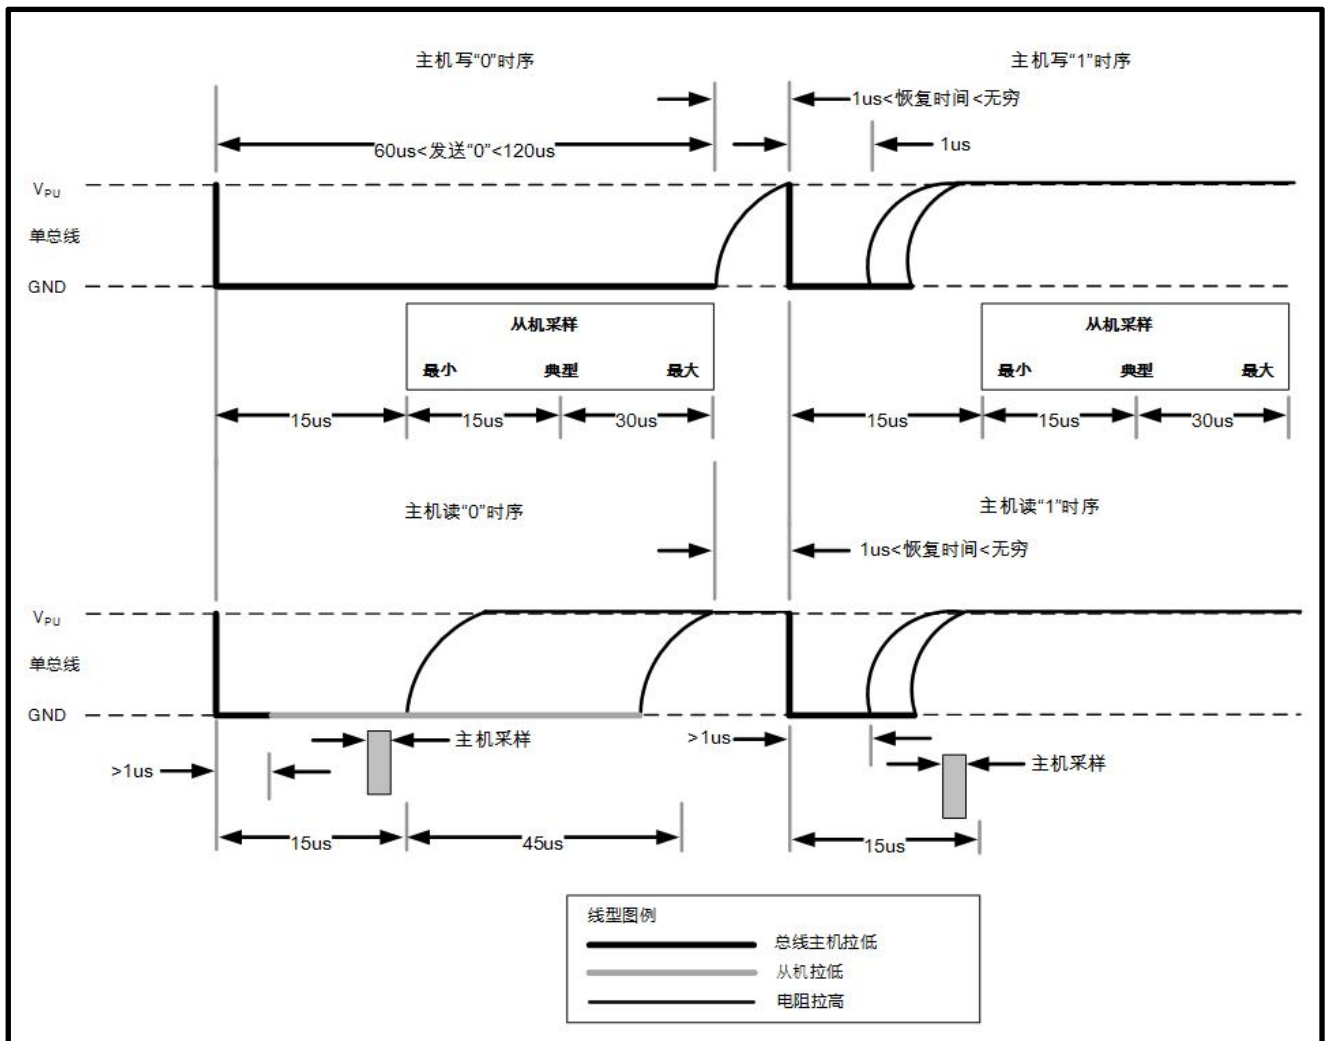 主机写“0”时序
主机写“1”时序
1us<恢复时间<无穷
60us<发送“0”<120us
1us
VPU
单总线
GND
从机采样
最小 典型 最大
从机采样
最小 典型 最大
15us 15us 30us
15us 15us 30us
主机读“0”时序
主机读“1”时序
1us<恢复时间<无穷
VPU
单总线
GND
主机采样
>1us
>1us
主机采样
15us 45us
15us
线型图例
总线主机拉低
从机拉低
电阻拉高